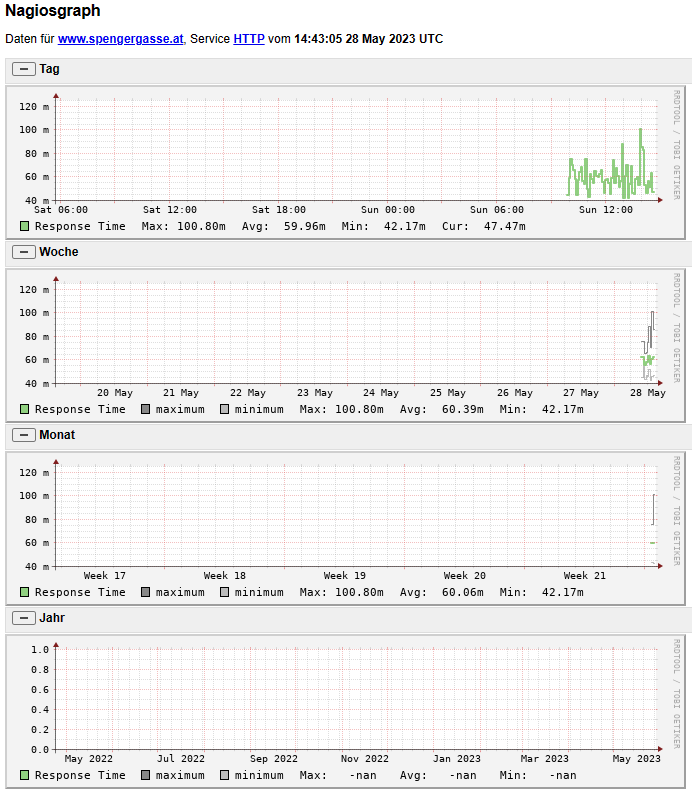 Nagiosgraph
Daten für www.spengergasse.at, Service HTTP vom 14:43:05 28 May 2023 UTC
Tag
120 m
100 m
80 m
60 m
40 m
Sat 06:00 Sat 12:00 Sat 18:00 Sun 00:00 Sun 06:00 Sun 12:00
Response Time Max: 100.80m Avg: 59.96m Min: 42.17m Cur: 47.47m
RRDTOOL / TOBI OETIKER
Woche
120 m
100 m
80 m
60 m
40 m
20 May 21 May 22 May 23 May 24 May 25 May 26 May 27 May 28 May
Response Time maximum minimum Max: 100.80m Avg: 60.39m Min: 42.17m
RRDTOOL / TOBI OETIKER
Monat
120 m
100 m
80 m
60 m
40 m
Week 17 Week 18 Week 19 Week 20 Week 21
Response Time maximum minimum Max: 100.80m Avg: 60.06m Min: 42.17m
RRDTOOL / TOBI OETIKER
Jahr
1.0
0.8
0.6
0.4
0.2
0.0
May 2022 Jul 2022 Sep 2022 Nov 2022 Jan 2023 Mar 2023 May 2023
Response Time maximum minimum Max: -nan Avg: -nan Min: -nan
RRDTOOL / TOBI OETIKER